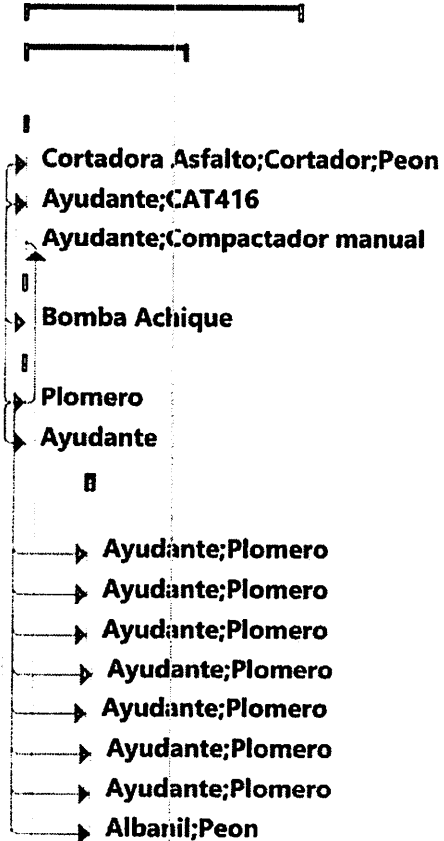 Cortadora Asfalto;Cortador;Peon
Ayudante;CAT416
Ayudante;Compactador manual
Bomba Achique
Plomero
Ayudante
Ayudante;Plomero
Ayudante;Plomero
Ayudante;Plomero
Ayudante;Plomero
Ayudante;Plomero
Ayudante;Plomero
Ayudante;Plomero
Albanil;Peon